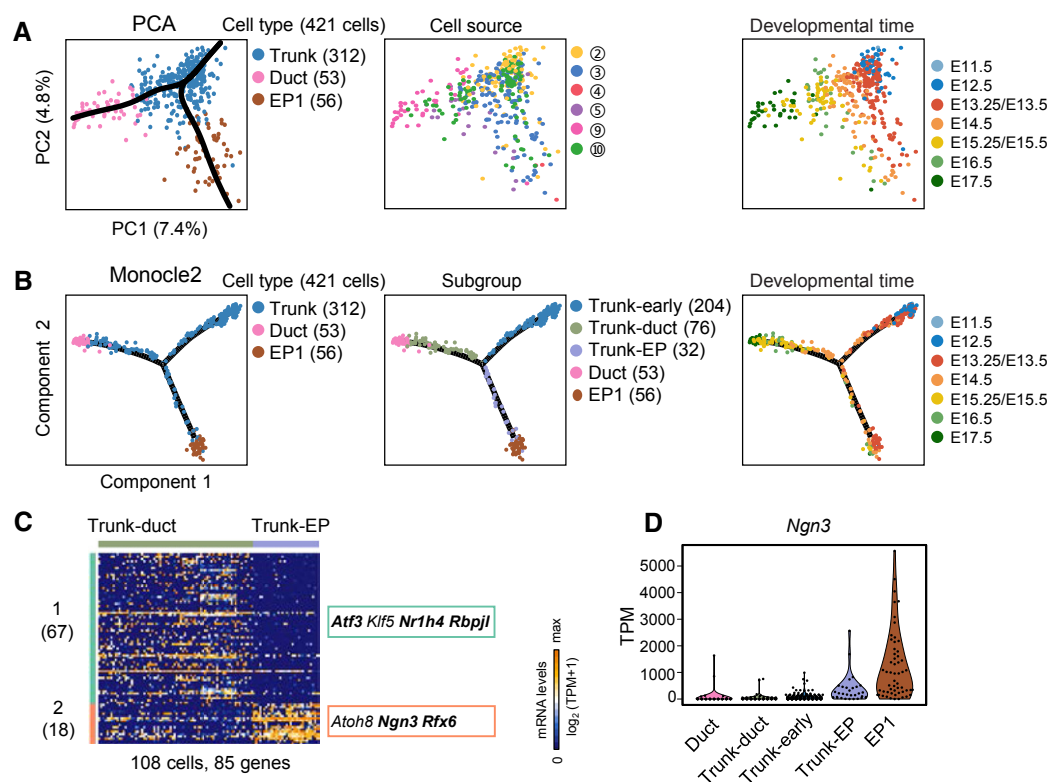 A
PCA
Cell type (421 cells)
Trunk (312)
Duct (53)
EP1 (56)
PC2 (4.8%)
PC1 (7.4%)
Cell source
②
③
④
⑤
⑨
⑩
Developmental time
E11.5
E12.5
E13.25/E13.5
E14.5
E15.25/E15.5
E16.5
E17.5
B
Monocle2
Cell type (421 cells)
Trunk (312)
Duct (53)
EP1 (56)
Component 2
Component 1
Subgroup
Trunk-early (204)
Trunk-duct (76)
Trunk-EP (32)
Duct (53)
EP1 (56)
Developmental time
E11.5
E12.5
E13.25/E13.5
E14.5
E15.25/E15.5
E16.5
E17.5
C
Trunk-duct
Trunk-EP
1
(67)
2
(18)
Atf3 Klf5 Nr1h4 Rbpjl
Atoh8 Ngn3 Rfx6
108 cells, 85 genes
mRNA levels
log2 (TPM+1)
0
max
D
Ngn3
TPM
5000
4000
3000
2000
1000
0
Duct
Trunk-duct
Trunk-early
Trunk-EP
EP1